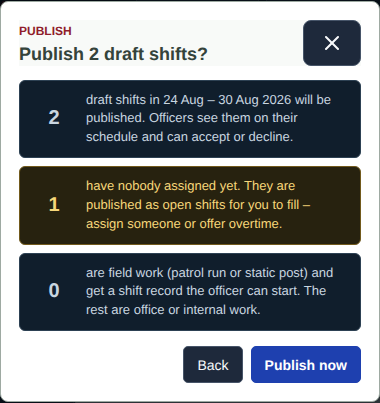 PUBLISH
Publish 2 draft shifts?
2
draft shifts in 24 Aug – 30 Aug 2026 will be
published. Officers see them on their
schedule and can accept or decline.
1
have nobody assigned yet. They are
published as open shifts for you to fill –
assign someone or offer overtime.
0
are field work (patrol run or static post) and
get a shift record the officer can start. The
rest are office or internal work.
Back
Publish now